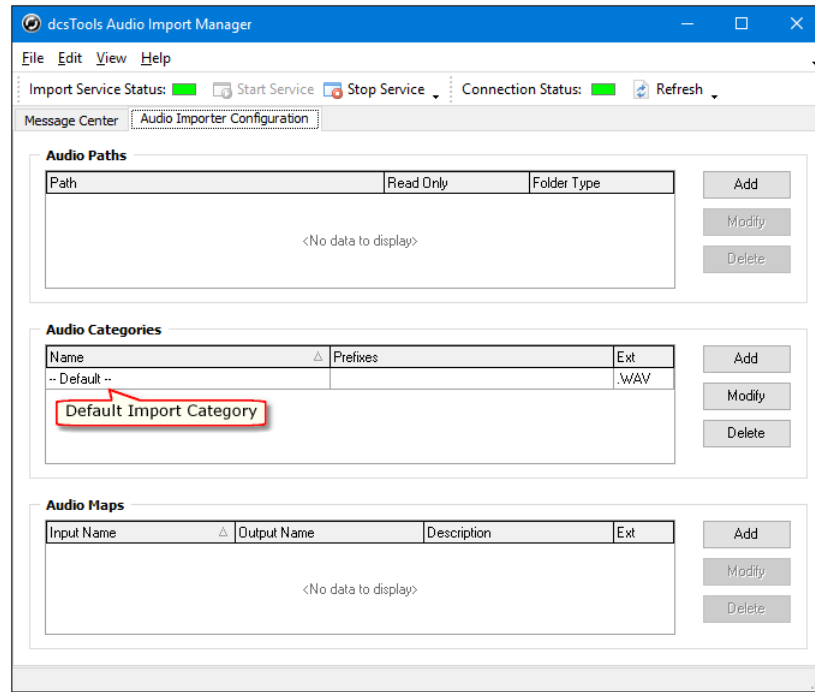 dcsTools Audio Import Manager
File Edit View Help
Import Service Status: Start Service Stop Service Connection Status: Refresh
Message Center Audio Importer Configuration
Audio Paths
Path Read Only Folder Type
<No data to display>
Add
Modify
Delete
Audio Categories
Name Prefixes Ext
-- Default -- .WAV
Default Import Category
Add
Modify
Delete
Audio Maps
Input Name Output Name Description Ext
<No data to display>
Add
Modify
Delete